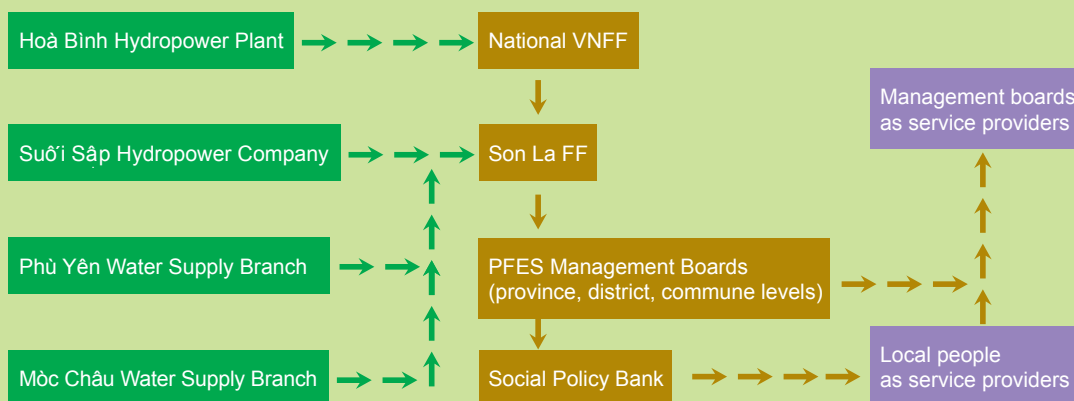 Hoà Bình Hydropower Plant
National VNFF
Management boards
as service providers
Suối Sập Hydropower Company
Son La FF
Phù Yên Water Supply Branch
PFES Management Boards
(province, district, commune levels)
Mòc Châu Water Supply Branch
Social Policy Bank
Local people
as service providers